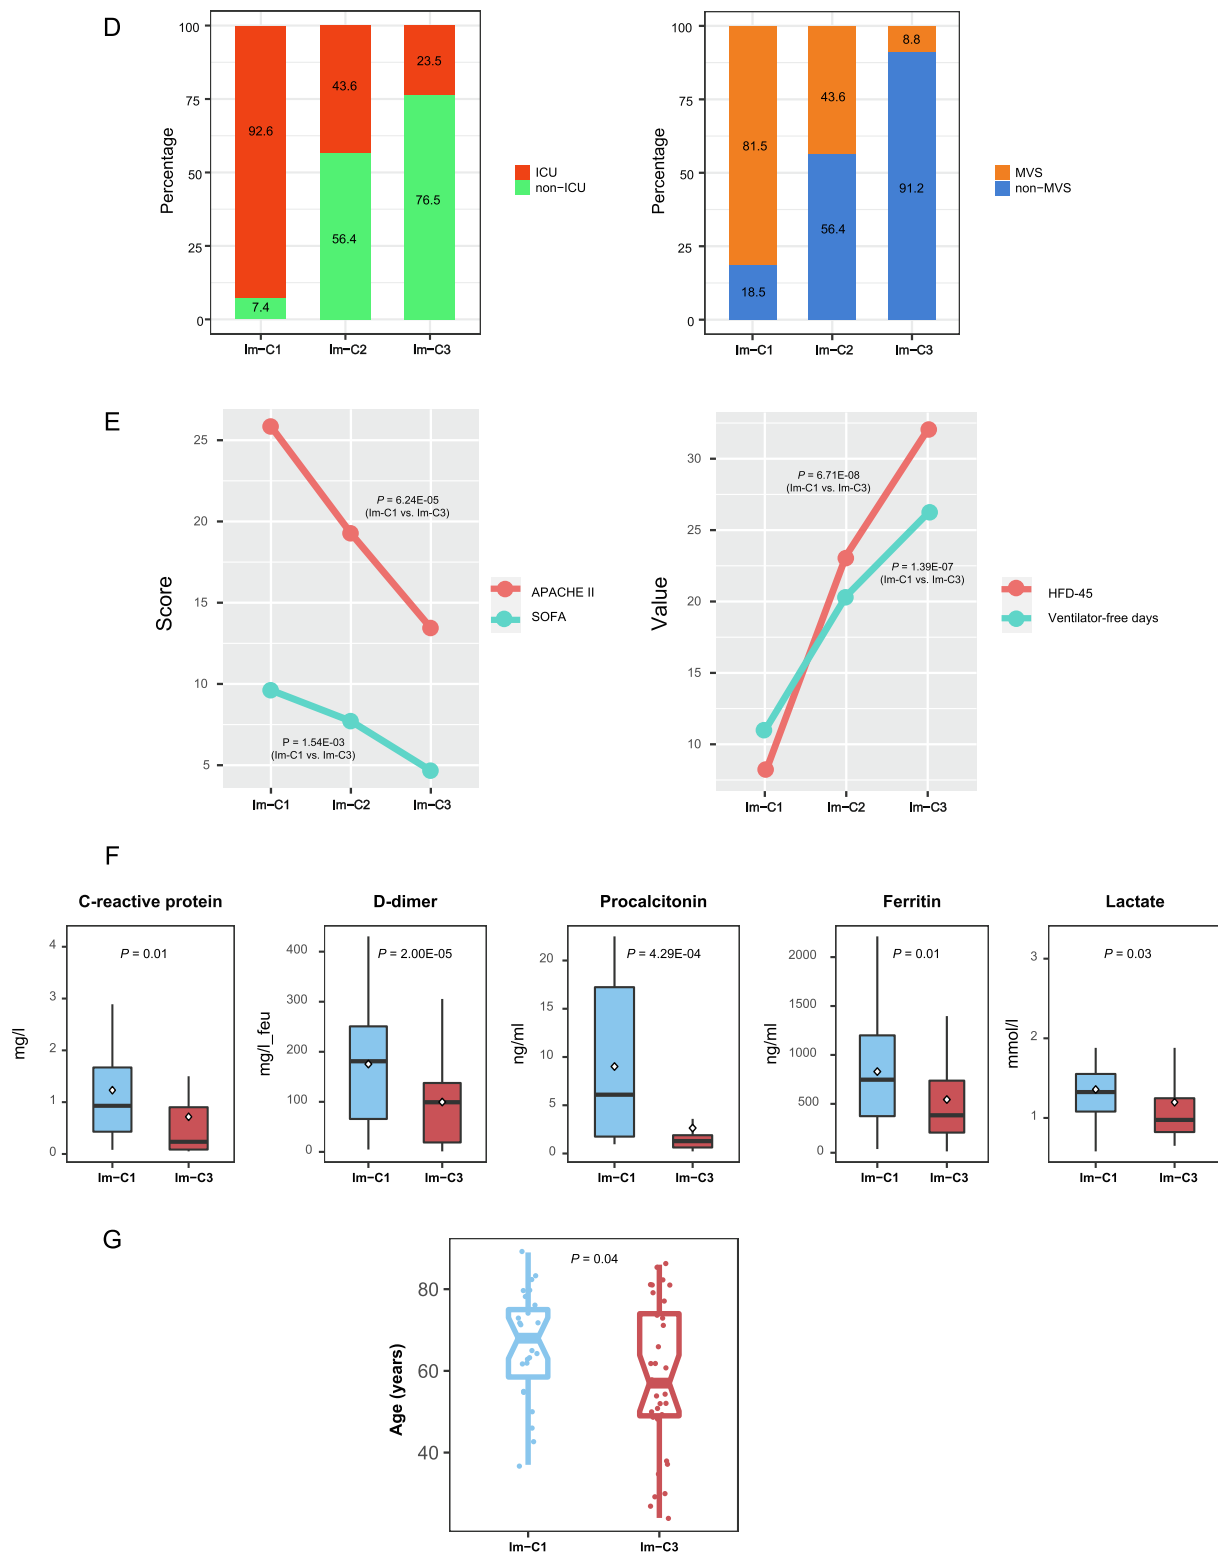 D
100
75
50
25
0
Percentage
92.6
7.4
43.6
56.4
23.5
76.5
Im−C1
Im−C2
Im−C3
ICU
non−ICU
100
75
50
25
0
Percentage
81.5
18.5
43.6
56.4
8.8
91.2
Im−C1
Im−C2
Im−C3
MVS
non−MVS
E
25
20
15
10
5
Score
P = 6.24E-05
(Im-C1 vs. Im-C3)
P = 1.54E-03
(Im-C1 vs. Im-C3)
Im−C1
Im−C2
Im−C3
APACHE II
SOFA
30
25
20
15
10
Value
P = 6.71E-08
(Im-C1 vs. Im-C3)
P = 1.39E-07
(Im-C1 vs. Im-C3)
Im−C1
Im−C2
Im−C3
HFD-45
Ventilator-free days
F
C-reactive protein
P = 0.01
4
3
2
1
0
mg/l
Im−C1
Im−C3
D-dimer
P = 2.00E-05
400
300
200
100
0
mg/l_feu
Im−C1
Im−C3
Procalcitonin
P = 4.29E-04
20
15
10
5
0
ng/ml
Im−C1
Im−C3
Ferritin
P = 0.01
2000
1500
1000
500
0
ng/ml
Im−C1
Im−C3
Lactate
P = 0.03
3
2
1
mmol/l
Im−C1
Im−C3
G
P = 0.04
80
60
40
Age (years)
Im−C1
Im−C3